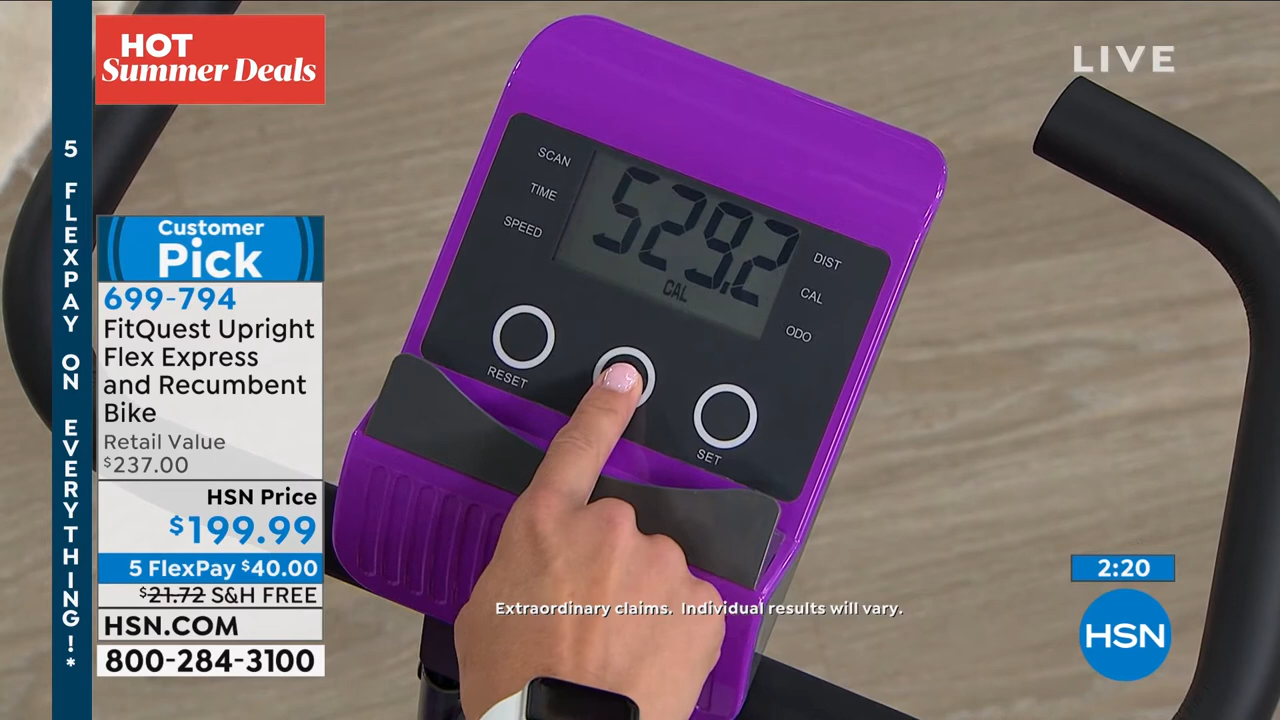 HOT
Summer Deals
LIVE
5 FLEXPAY ON EVERYTHING!*
Customer
Pick
699-794
FitQuest Upright
Flex Express
and Recumbent
Bike
Retail Value
$237.00
HSN Price
$199.99
5 FlexPay $40.00
$21.72 S&H FREE
HSN.COM
800-284-3100
SCAN
TIME
SPEED
529.2
CAL
DIST
CAL
ODO
RESET
SET
Extraordinary claims. Individual results will vary.
2:20
HSN